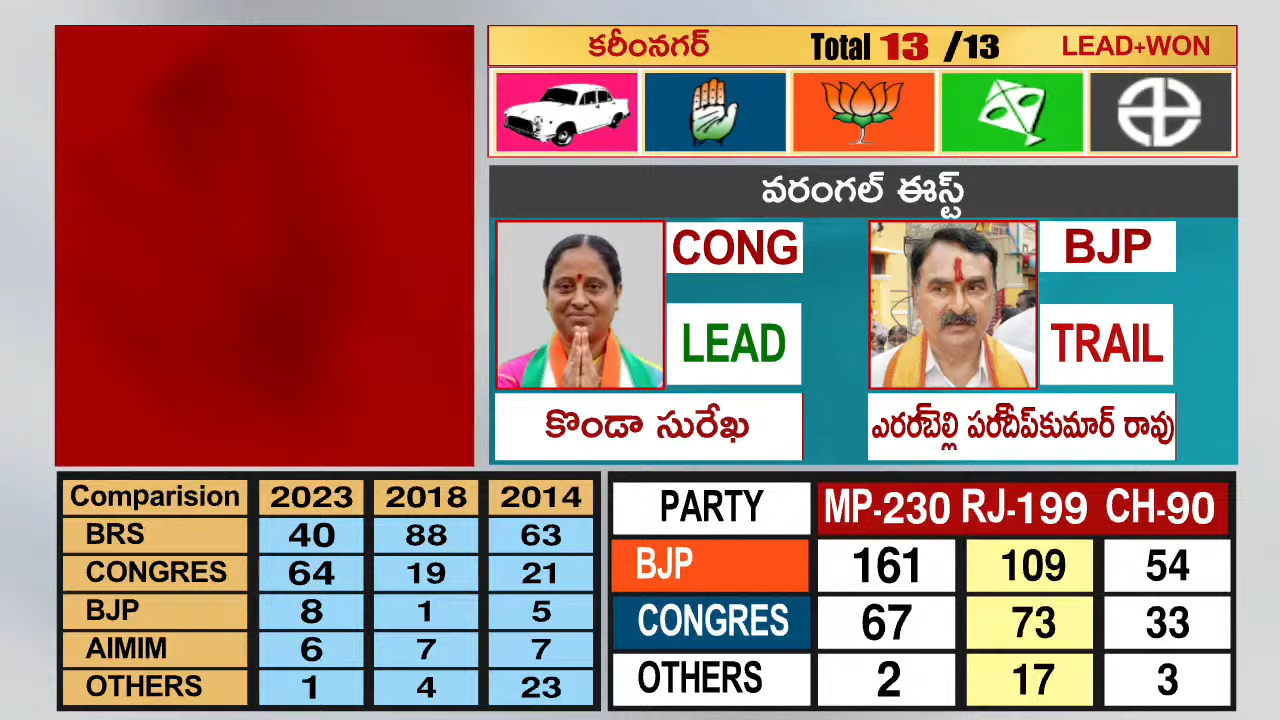 కరీంనగర్ Total 13 /13 LEAD+WON
వరంగల్ ఈస్ట్
CONG BJP
LEAD TRAIL
కొండా సురేఖ ఎరర్బెల్లి పరదీప్‌కుమార్ రావు
Comparision 2023 2018 2014
BRS 40 88 63
CONGRES 64 19 21
BJP 8 1 5
AIMIM 6 7 7
OTHERS 1 4 23
PARTY MP-230 RJ-199 CH-90
BJP 161 109 54
CONGRES 67 73 33
OTHERS 2 17 3